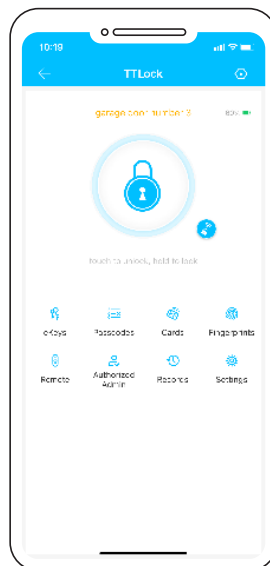 10:19
TTLock
garage door number 3
80%
touch to unlock, hold to lock
eKeys Passcodes Cards Fingerprints
Remote Authorized Admin Records Settings